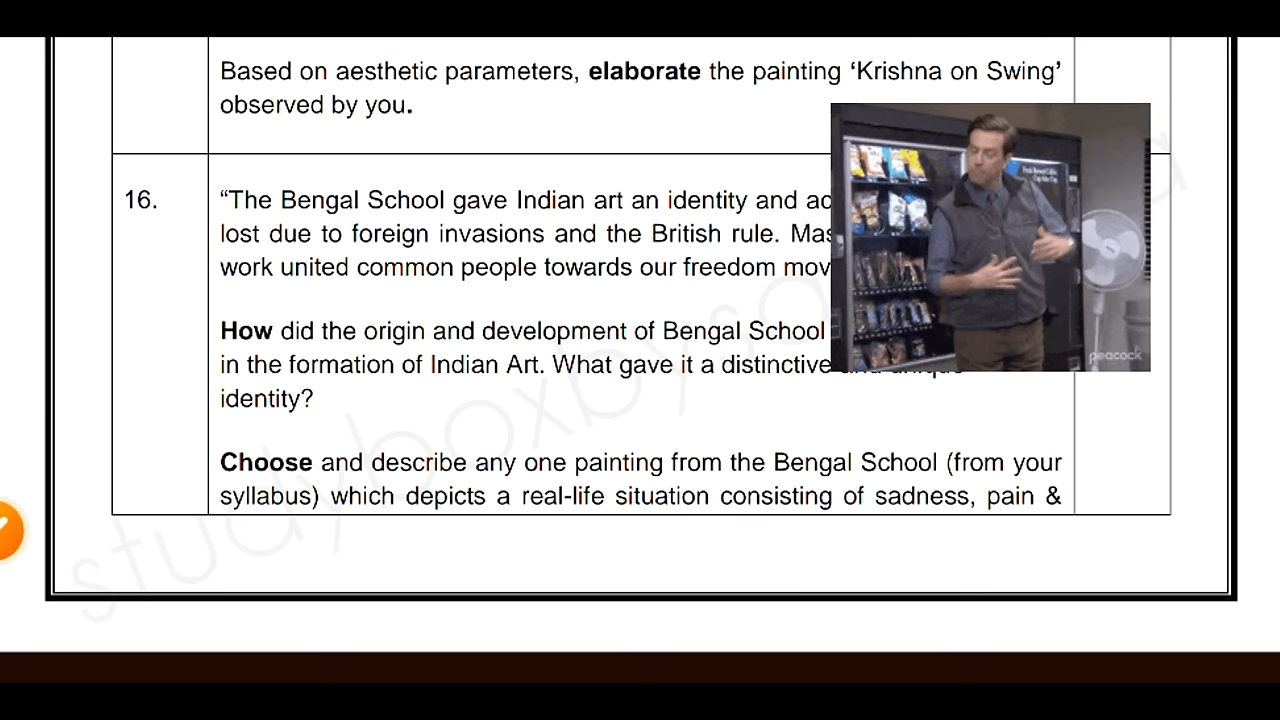 Based on aesthetic parameters, elaborate the painting ‘Krishna on Swing’
observed by you.
16.
“The Bengal School gave Indian art an identity and
lost due to foreign invasions and the British rule.
work united common people towards our freedom
How did the origin and development of Bengal School
in the formation of Indian Art. What gave it a distinctive and unique
identity?
Choose and describe any one painting from the Bengal School (from your
syllabus) which depicts a real-life situation consisting of sadness, pain &
peacock